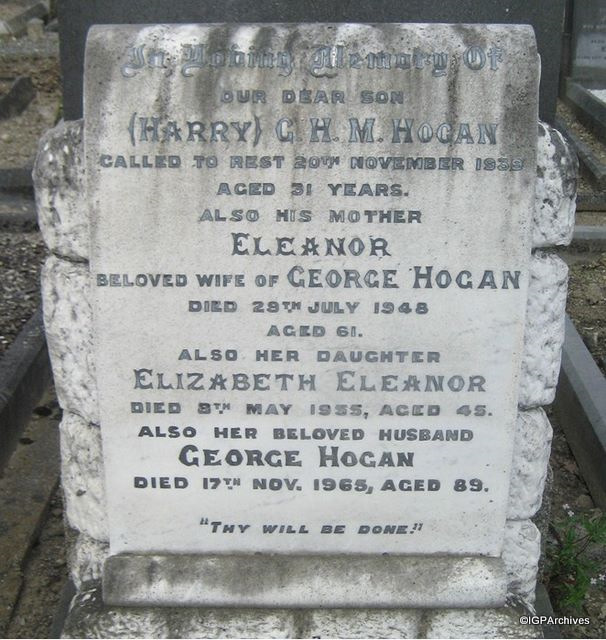 In Loving Memory Of
OUR DEAR SON
(HARRY) G. H. M. HOGAN
CALLED TO REST 20TH NOVEMBER 1939
AGED 31 YEARS.
ALSO HIS MOTHER
ELEANOR
BELOVED WIFE OF GEORGE HOGAN
DIED 29TH JULY 1948
AGED 61.
ALSO HER DAUGHTER
ELIZABETH ELEANOR
DIED 8TH MAY 1955, AGED 45.
ALSO HER BELOVED HUSBAND
GEORGE HOGAN
DIED 17TH NOV. 1965, AGED 89.
"THY WILL BE DONE."
©IGPArchives